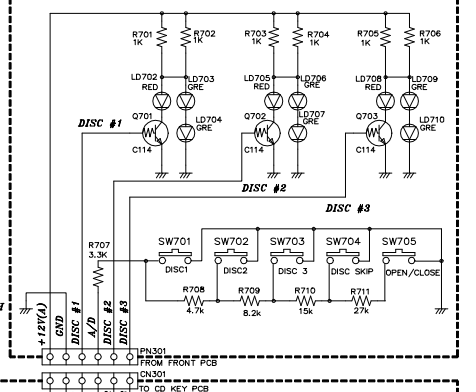 R701 1K
R702 1K
R703 1K
R704 1K
R705 1K
R706 1K
LD702 RED
LD703 GRE
LD705 RED
LD706 GRE
LD708 RED
LD709 GRE
Q701
LD704 GRE
Q702
LD707 GRE
Q703
LD710 GRE
DISC #1
C114
C114
C114
DISC #2
DISC #3
R707 3.3K
SW701
SW702
SW703
SW704
SW705
DISC1
DISC2
DISC 3
DISC SKIP
OPEN/CLOSE
R708 4.7k
R709 8.2k
R710 15k
R711 27k
+12V(A)
GND
DISC #1
A/D
DISC #2
DISC #3
PN301
FROM FRONT PCB
CN301
TO CD KEY PCB